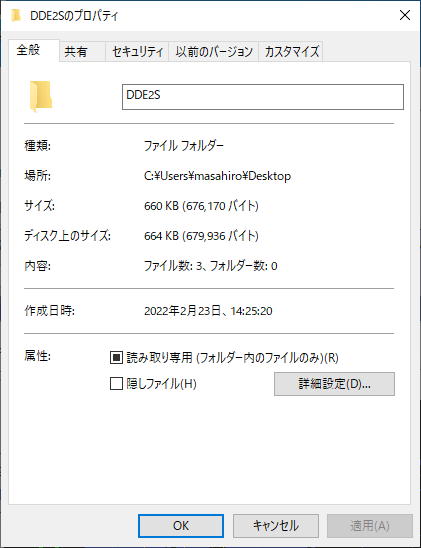 DDE2Sのプロパティ
全般 共有 セキュリティ 以前のバージョン カスタマイズ
DDE2S
種類: ファイル フォルダー
場所: C:¥Users¥masahiro¥Desktop
サイズ: 660 KB (676,170 バイト)
ディスク上のサイズ: 664 KB (679,936 バイト)
内容: ファイル数: 3、フォルダー数: 0
作成日時: 2022年2月23日、14:25:20
属性: 読み取り専用 (フォルダー内のファイルのみ)(R)
隠しファイル(H) 詳細設定(D)...
OK キャンセル 適用(A)